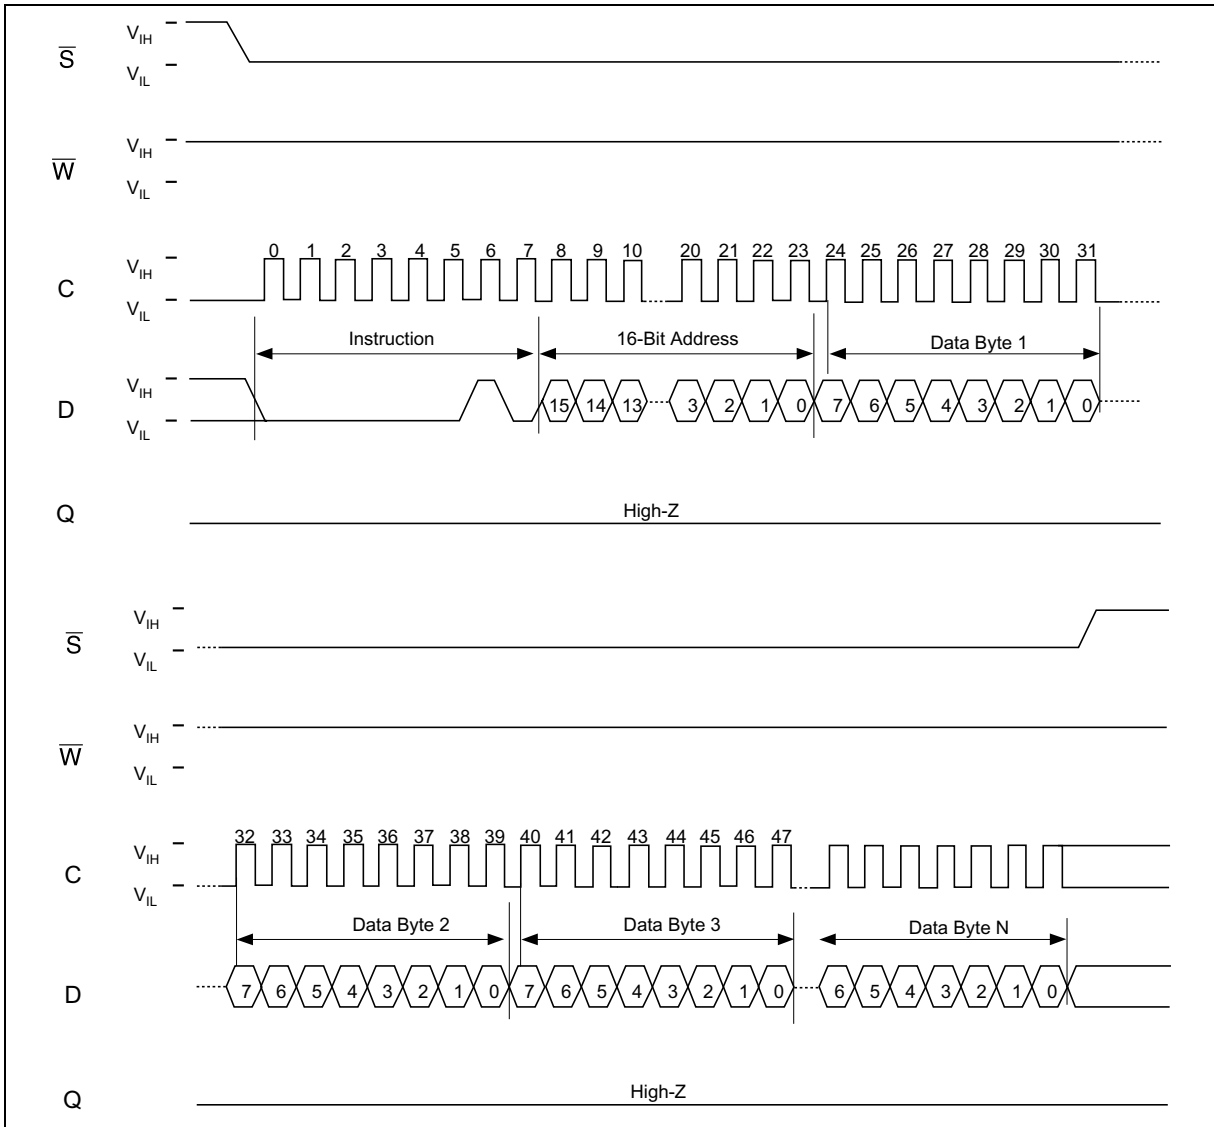 S̅ V_IH
V_IL
W̅ V_IH
V_IL
0 1 2 3 4 5 6 7 8 9 10 20 21 22 23 24 25 26 27 28 29 30 31
C V_IH
V_IL
Instruction 16-Bit Address Data Byte 1
D V_IH
V_IL
15 14 13 3 2 1 0 7 6 5 4 3 2 1 0
Q High-Z
S̅ V_IH
V_IL
W̅ V_IH
V_IL
32 33 34 35 36 37 38 39 40 41 42 43 44 45 46 47
C V_IH
V_IL
Data Byte 2 Data Byte 3 Data Byte N
D V_IH
V_IL
7 6 5 4 3 2 1 0 7 6 5 4 3 2 1 0 6 5 4 3 2 1 0
Q High-Z